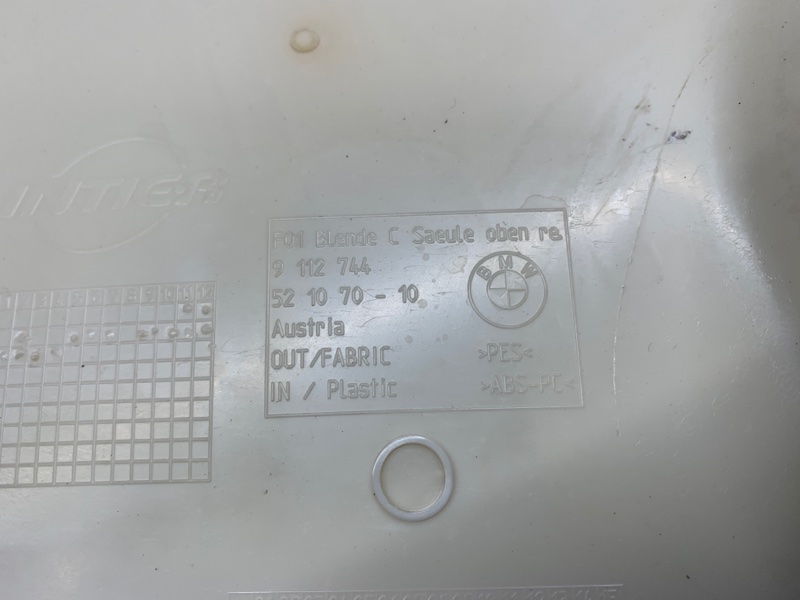 INTIER
F01 Blende C Saeule oben re.
9 112 744
52 10 70 - 10
BMW
Austria
OUT/FABRIC >PES<
IN / Plastic >ABS-PC<